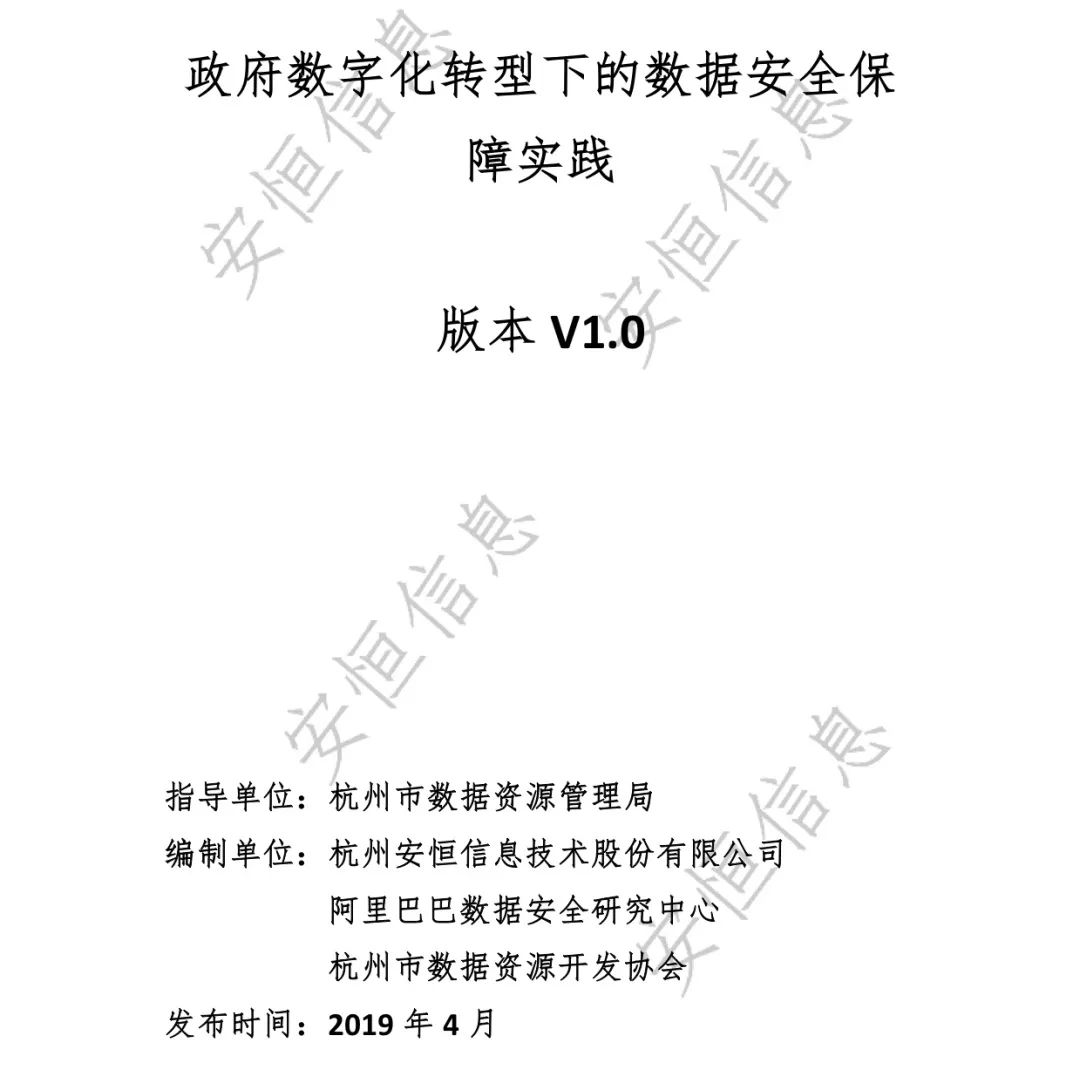 政府数字化转型下的数据安全保
障实践
版本 V1.0
指导单位：杭州市数据资源管理局
编制单位：杭州安恒信息技术股份有限公司
阿里巴巴数据安全研究中心
杭州市数据资源开发协会
发布时间：2019 年 4 月
安恒信息
安恒信息
安恒信息
安恒信息